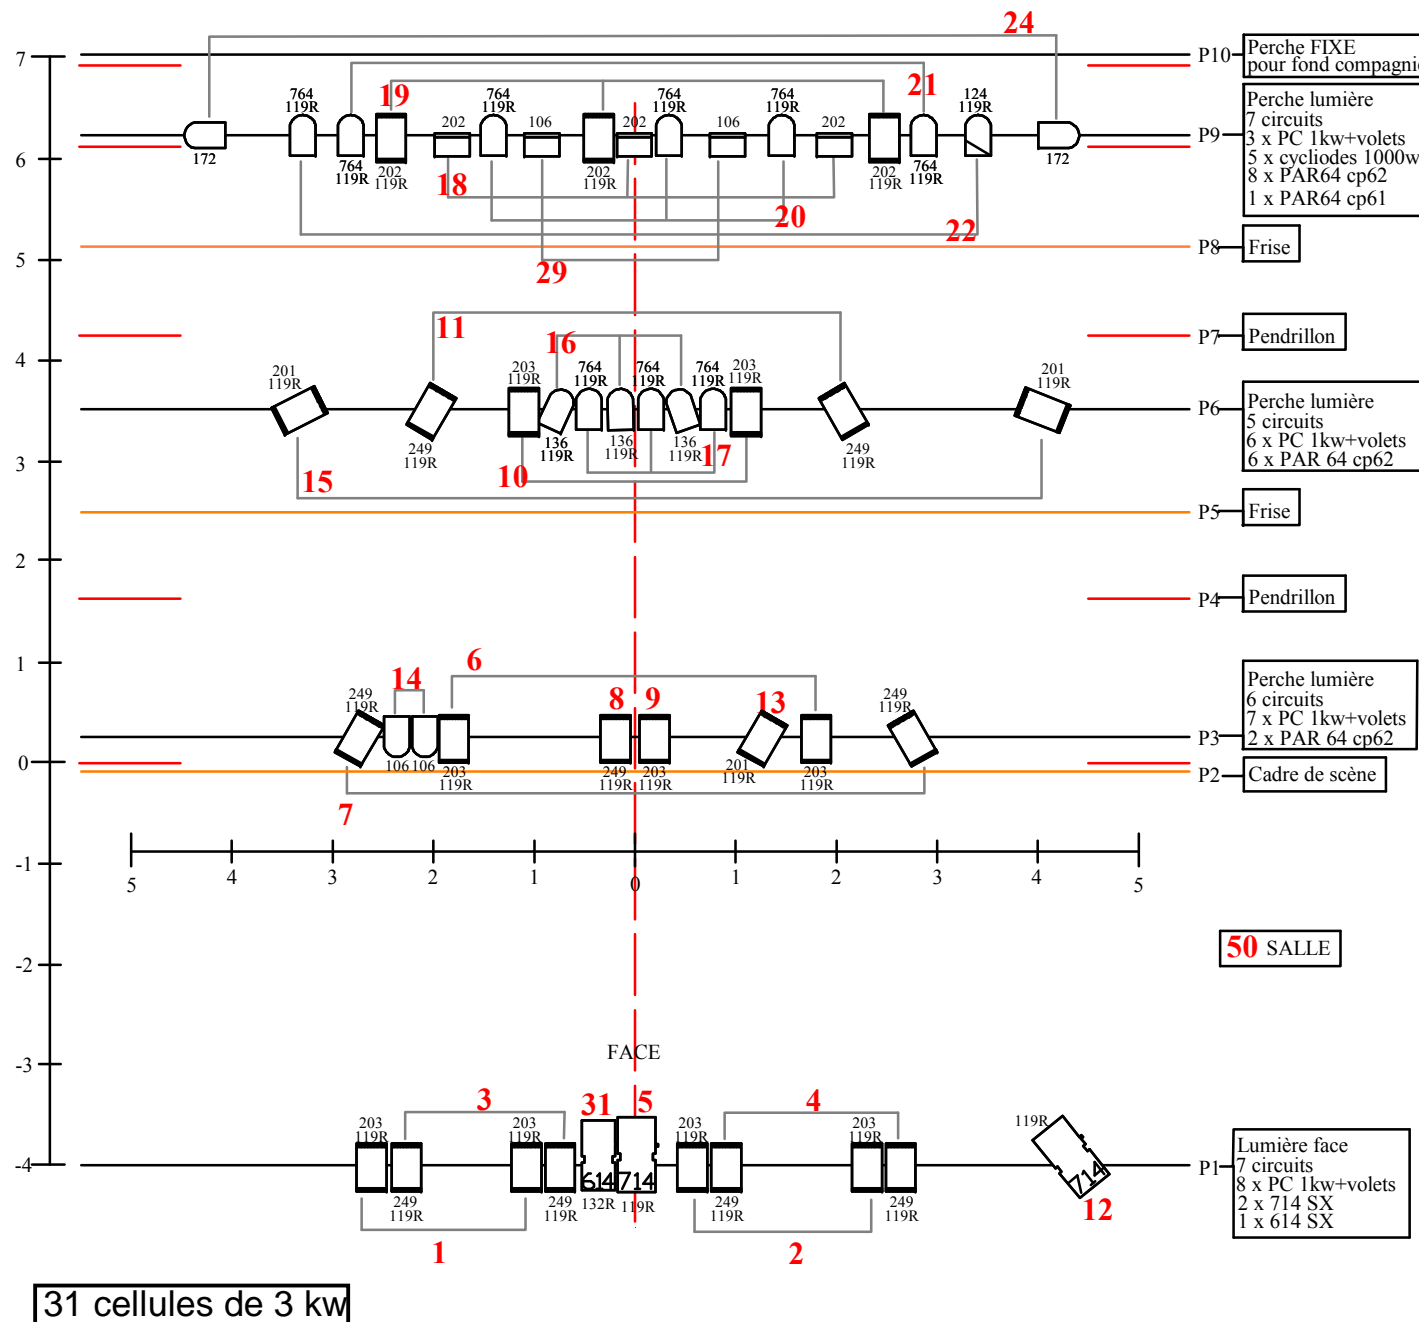 24
7
P10
Perche FIXE
pour fond compagnie
19
21
764
119R
764
119R
764
119R
764
119R
124
119R
202
106
202
106
202
P9
Perche lumière
7 circuits
3 x PC 1kw+volets
5 x cycliodes 1000w
8 x PAR64 cp62
1 x PAR64 cp61
6
172
764
119R
202
119R
202
119R
202
119R
764
119R
172
18
20
22
5
29
P8
Frise
11
16
P7
Pendrillon
4
201
119R
203
119R
764
119R
764
119R
764
119R
203
119R
201
119R
P6
Perche lumière
5 circuits
6 x PC 1kw+volets
6 x PAR 64 cp62
249
119R
136
119R
136
119R
136
119R
249
119R
3
15
10
17
P5
Frise
2
P4
Pendrillon
1
14
6
8
9
13
249
119R
249
119R
P3
Perche lumière
6 circuits
7 x PC 1kw+volets
2 x PAR 64 cp62
106
106
203
119R
249
119R
203
119R
201
119R
203
119R
0
P2
Cadre de scène
7
-1
5
4
3
2
1
0
1
2
3
4
5
50 SALLE
-2
-3
FACE
3
31
5
4
203
119R
203
119R
203
119R
203
119R
119R
-4
614
714
714
P1
Lumière face
7 circuits
8 x PC 1kw+volets
2 x 714 SX
1 x 614 SX
249
119R
249
119R
132R
119R
249
119R
249
119R
12
1
2
31 cellules de 3 kw